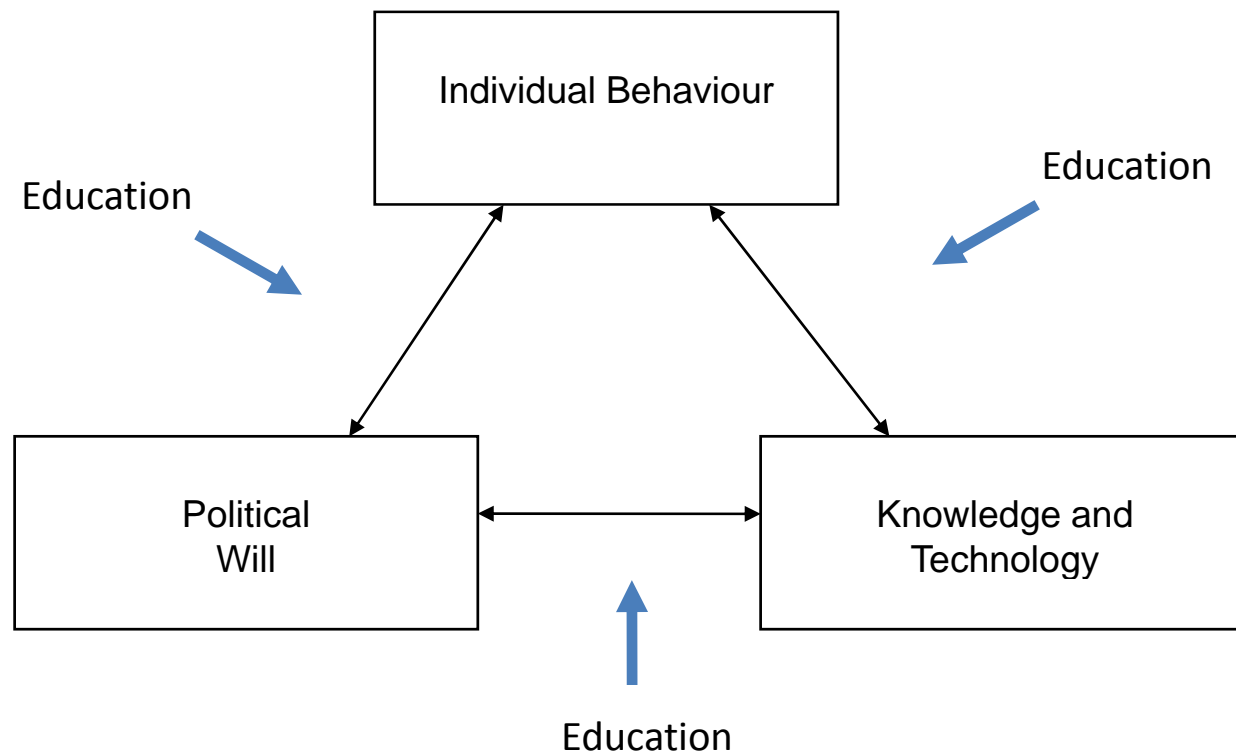 Individual Behaviour
Education
Education
Political
Will
Knowledge and
Technology
Education